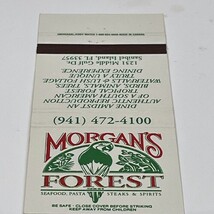 1231 Middle Gulf Dr.
Sanibel Island, FL 33957
DINE AMIDST AN
AUTHENTIC REPRODUCTION
OF A SOUTH AMERICAN
TROPICAL FOREST.
BIRDS, ANIMALS, TREES,
WATERFALLS & LUSH FOLIAGE
TRULY A UNIQUE
DINING EXPERIENCE.
(941) 472-4100
MORGAN'S
FOREST
SEAFOOD, PASTA STEAKS & SPIRITS
BE SAFE • CLOSE COVER BEFORE STRIKING
KEEP AWAY FROM CHILDREN